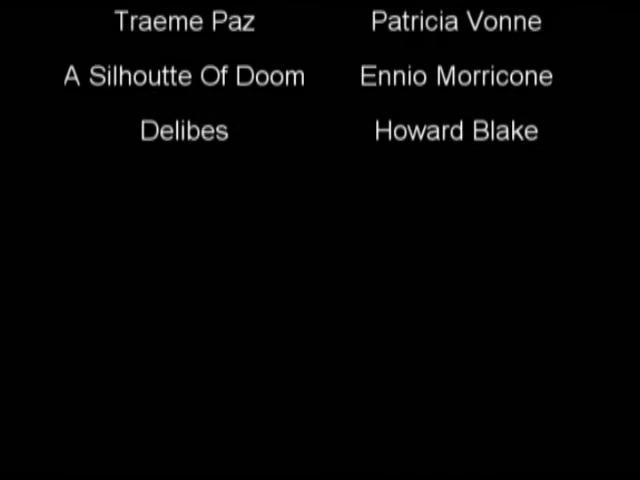 Traeme Paz Patricia Vonne
A Silhoutte Of Doom Ennio Morricone
Delibes Howard Blake